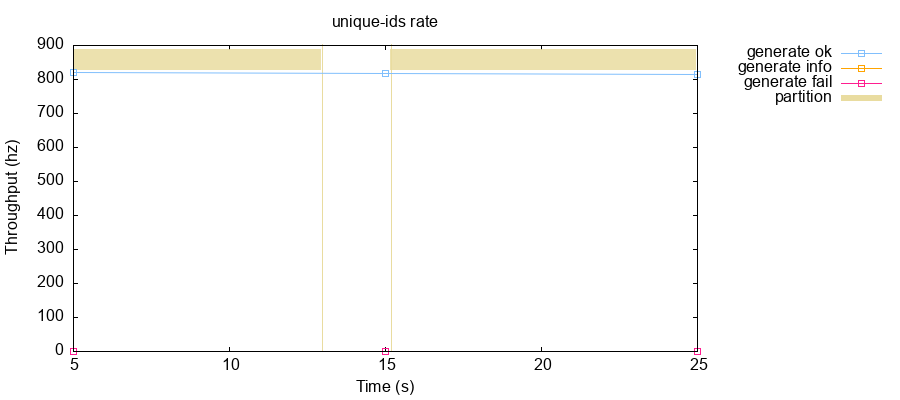 unique-ids rate
900
800
700
600
500
400
300
200
100
0
Throughput (hz)
5
10
15
20
25
Time (s)
generate ok
generate info
generate fail
partition